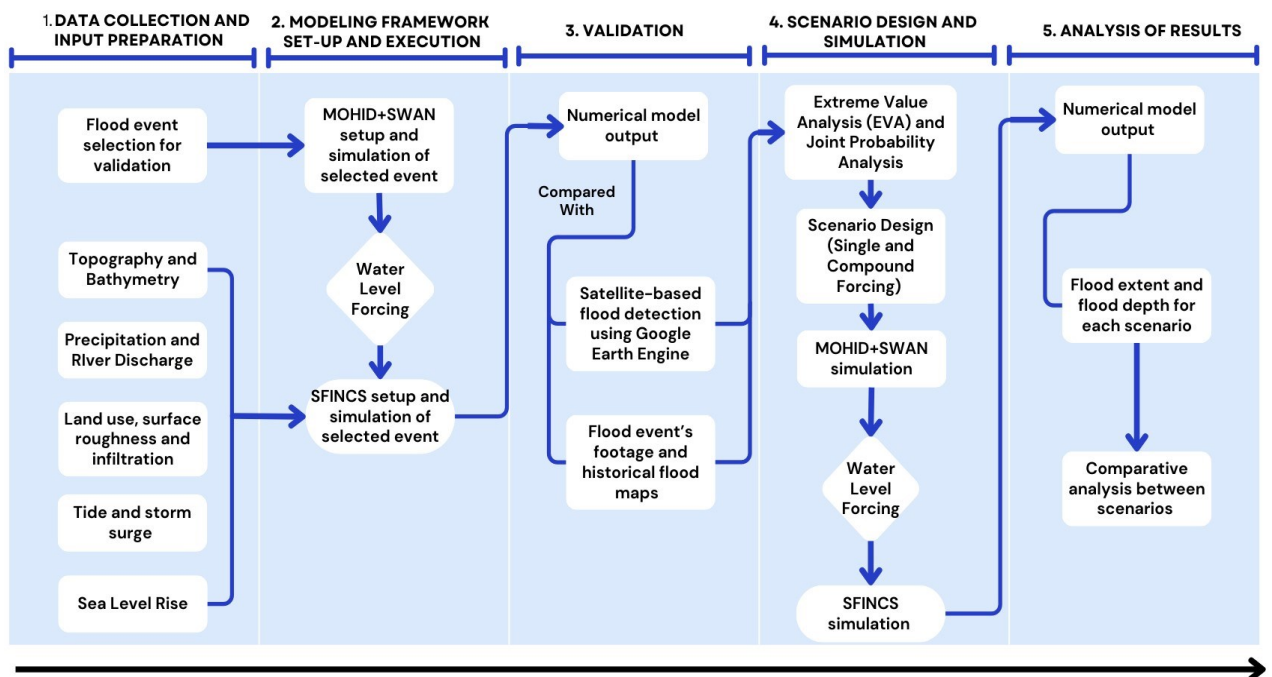 1. DATA COLLECTION AND
INPUT PREPARATION
2. MODELING FRAMEWORK
SET-UP AND EXECUTION
3. VALIDATION
4. SCENARIO DESIGN AND
SIMULATION
5. ANALYSIS OF RESULTS
Flood event
selection for
validation
Topography and
Bathymetry
Precipitation and
RIver Discharge
Land use, surface
roughness and
infiltration
Tide and storm
surge
Sea Level Rise
MOHID+SWAN
setup and
simulation of
selected event
Water
Level
Forcing
SFINCS setup and
simulation of
selected event
Numerical model
output
Compared
With
Satellite-based
flood detection
using Google
Earth Engine
Flood event's
footage and
historical flood
maps
Extreme Value
Analysis (EVA) and
Joint Probability
Analysis
Scenario Design
(Single and
Compound
Forcing)
MOHID+SWAN
simulation
Water
Level
Forcing
SFINCS
simulation
Numerical model
output
Flood extent and
flood depth for
each scenario
Comparative
analysis between
scenarios